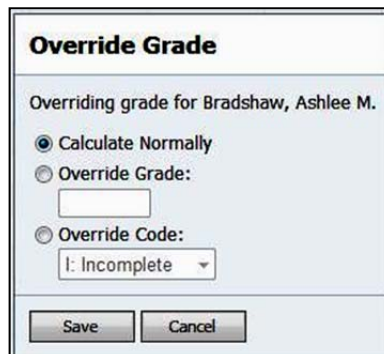 Override Grade
Overriding grade for Bradshaw, Ashlee M.
Calculate Normally
Override Grade:
Override Code:
I: Incomplete
Save Cancel